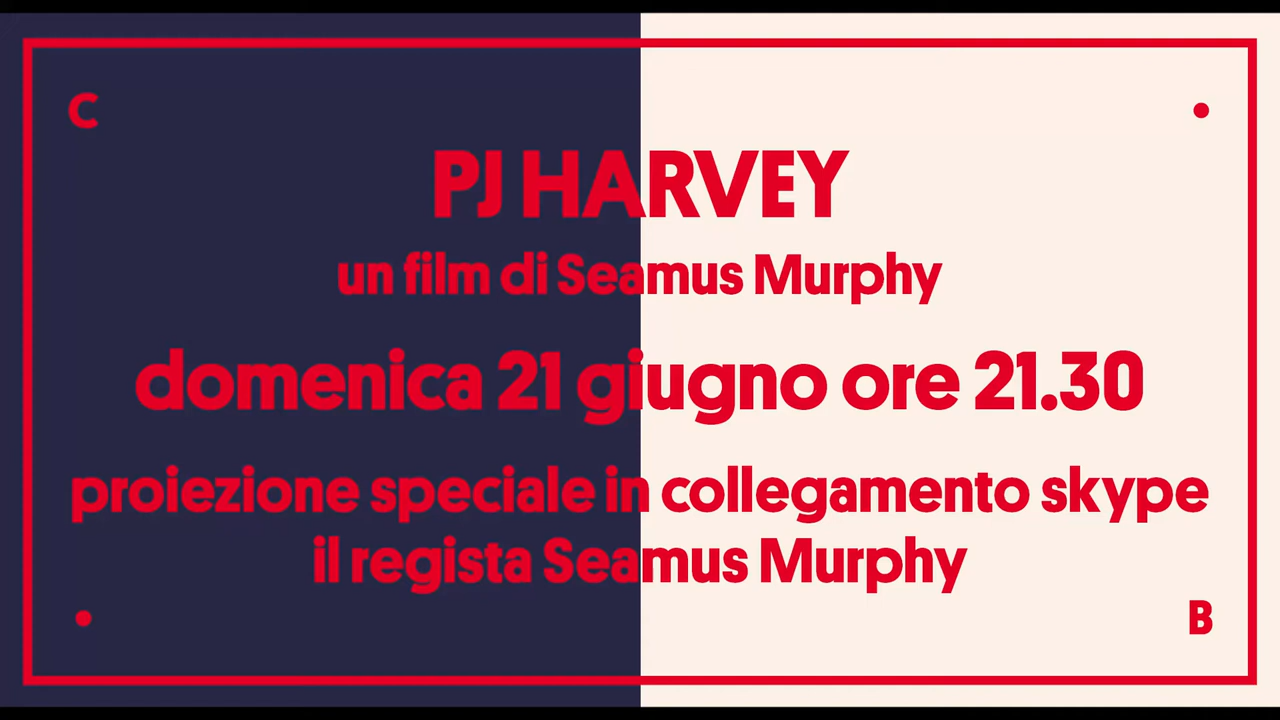 C
PJ HARVEY
un film di Seamus Murphy
domenica 21 giugno ore 21.30
proiezione speciale in collegamento skype
il regista Seamus Murphy
B